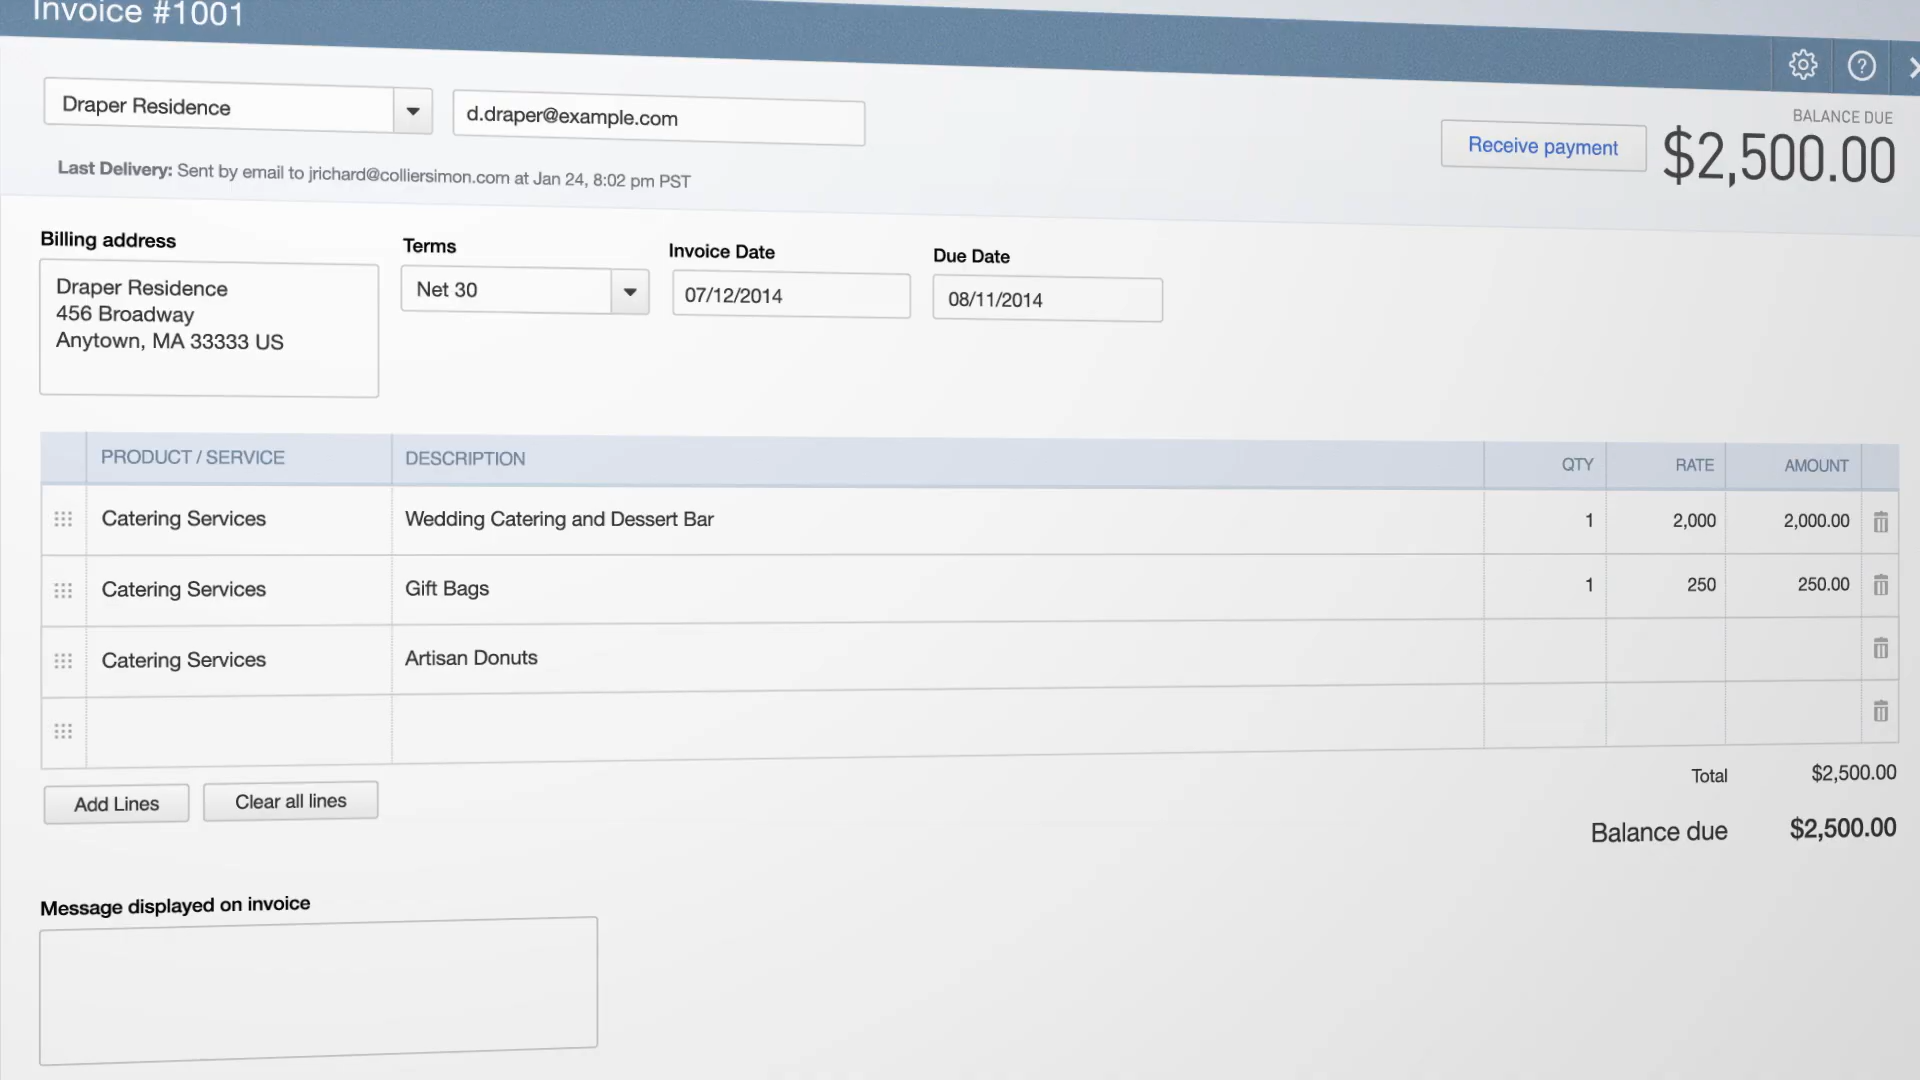 Invoice #1001
Draper Residence
d.draper@example.com
Receive payment
BALANCE DUE
$2,500.00
Last Delivery: Sent by email to jrichard@colliersimon.com at Jan 24, 8:02 pm PST
Billing address
Terms
Invoice Date
Due Date
Draper Residence
456 Broadway
Anytown, MA 33333 US
Net 30
07/12/2014
08/11/2014
PRODUCT / SERVICE DESCRIPTION QTY RATE AMOUNT
Catering Services Wedding Catering and Dessert Bar 1 2,000 2,000.00
Catering Services Gift Bags 1 250 250.00
Catering Services Artisan Donuts
Total $2,500.00
Add Lines Clear all lines
Balance due $2,500.00
Message displayed on invoice